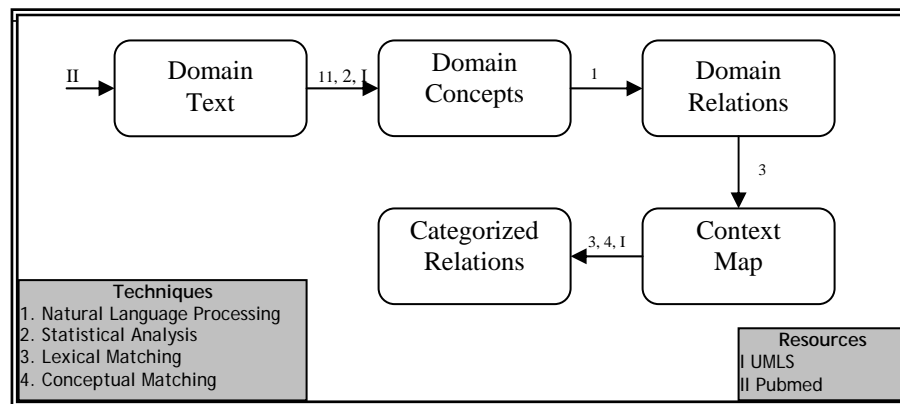 II
Domain
Text
11, 2, I
Domain
Concepts
1
Domain
Relations
3
Categorized
Relations
3, 4, I
Context
Map
Techniques
1. Natural Language Processing
2. Statistical Analysis
3. Lexical Matching
4. Conceptual Matching
Resources
I UMLS
II Pubmed